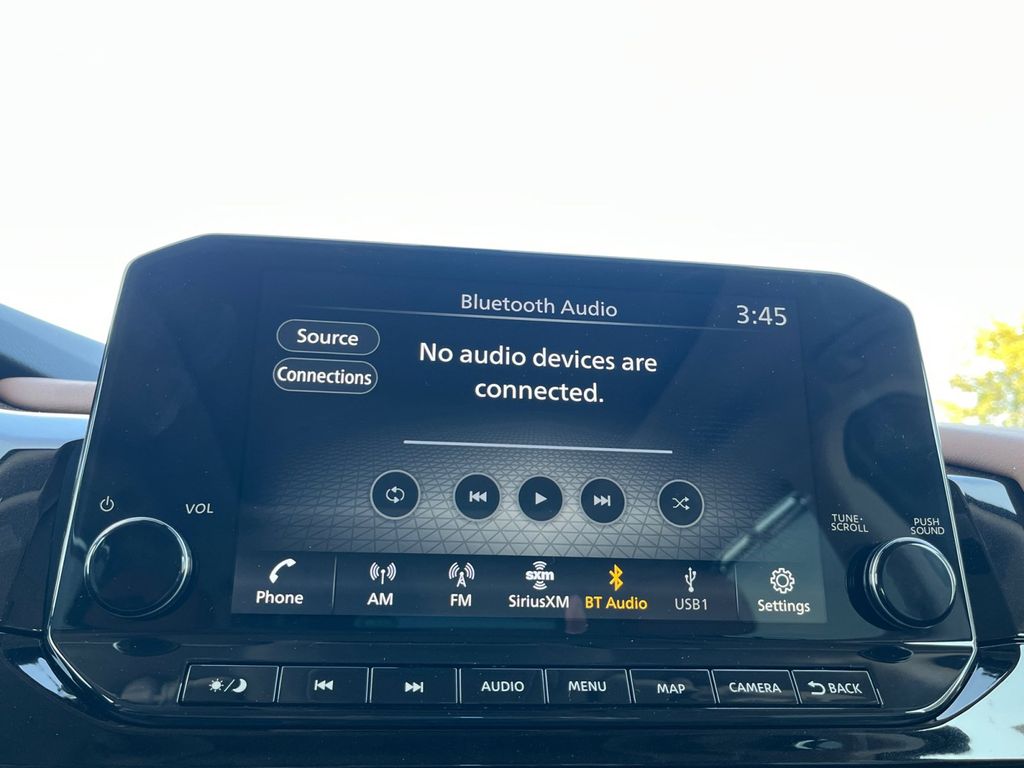 Bluetooth Audio
3:45
Source
Connections
No audio devices are
connected.
VOL
TUNE·
SCROLL
PUSH
SOUND
Phone
AM
FM
sxm
SiriusXM
BT Audio
USB1
Settings
AUDIO
MENU
MAP
CAMERA
BACK